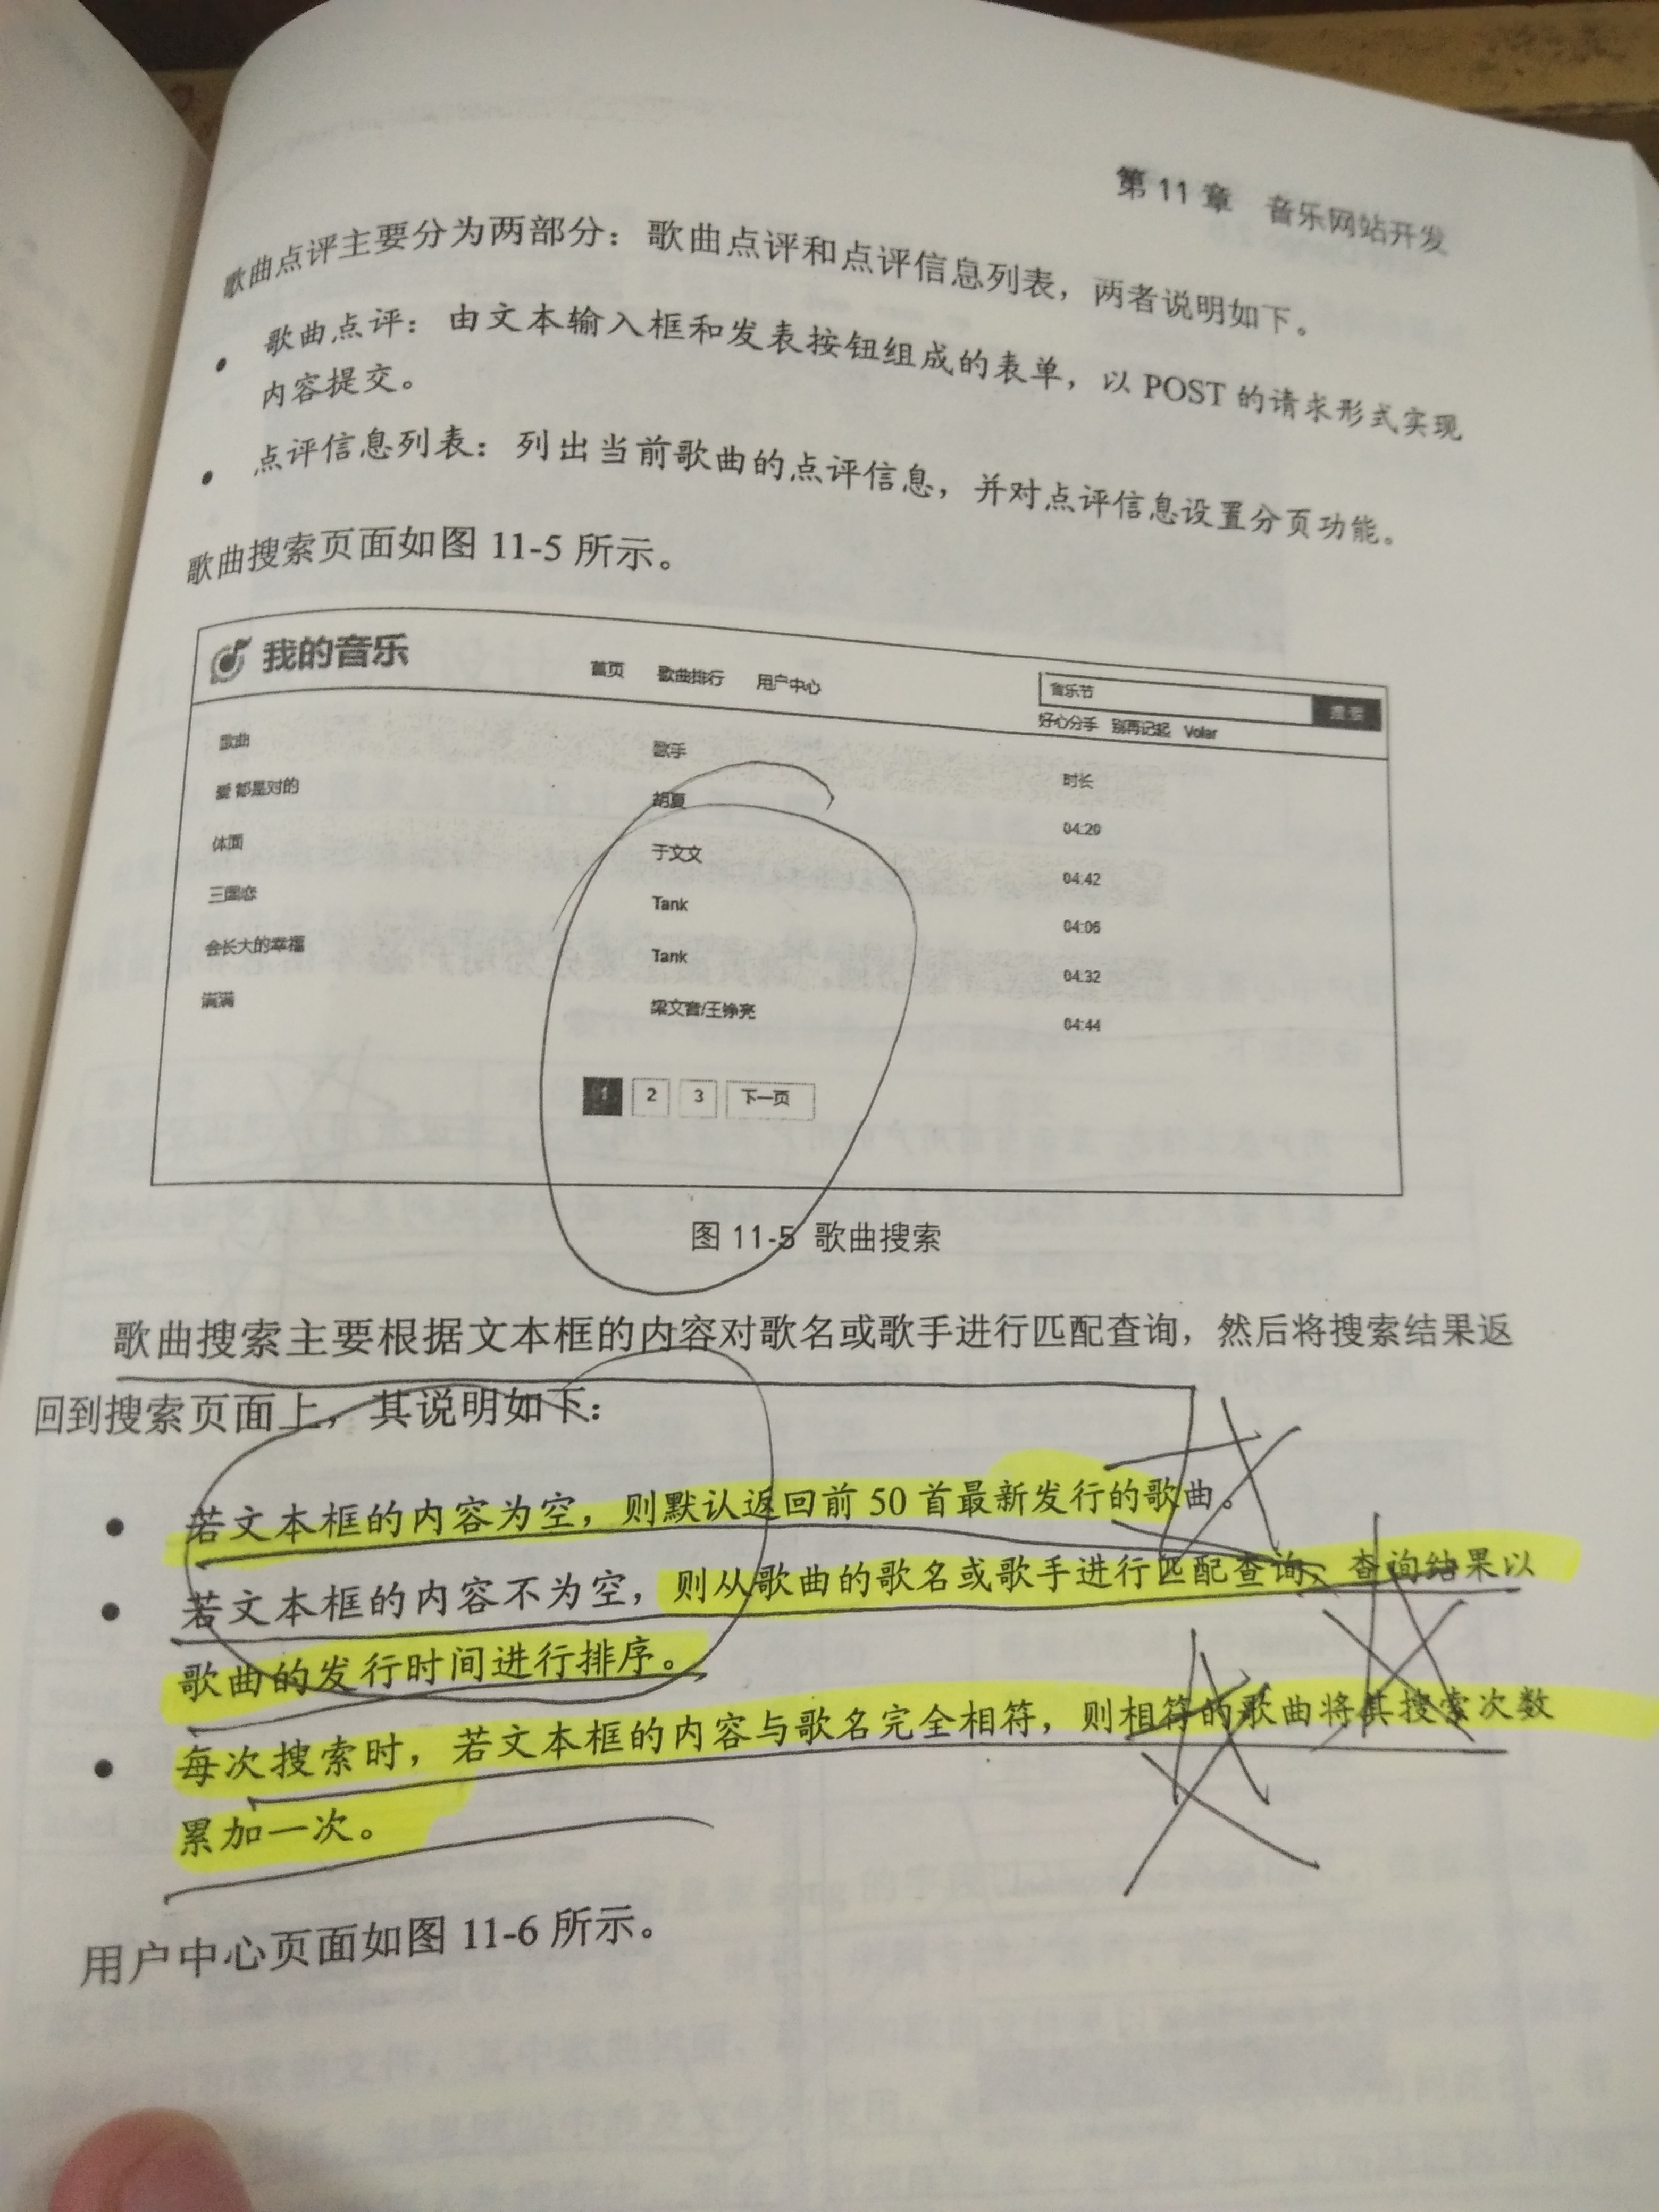 第 11 章 音乐网站开发
歌曲点评主要分为两部分：歌曲点评和点评信息列表，两者说明如下。
• 歌曲点评：由文本输入框和发表按钮组成的表单，以 POST 的请求形式实现
内容提交。
• 点评信息列表：列出当前歌曲的点评信息，并对点评信息设置分页功能。
歌曲搜索页面如图 11-5 所示。
我的音乐 首页 歌曲排行 用户中心 音乐节 搜索
好心分手 别再记起 Volar
歌曲 歌手 时长
爱 都是对的 胡夏 04:20
体面 于文文 04:42
三国恋 Tank 04:06
会长大的幸福 Tank 04:32
满满 梁文音/王铮亮 04:44
1 2 3 下一页
图 11-5 歌曲搜索
歌曲搜索主要根据文本框的内容对歌名或歌手进行匹配查询，然后将搜索结果返
回到搜索页面上，其说明如下：
• 若文本框的内容为空，则默认返回前 50 首最新发行的歌曲。
• 若文本框的内容不为空，则从歌曲的歌名或歌手进行匹配查询，查询结果以
歌曲的发行时间进行排序。
• 每次搜索时，若文本框的内容与歌名完全相符，则相符的歌曲将其搜索次数
累加一次。
用户中心页面如图 11-6 所示。